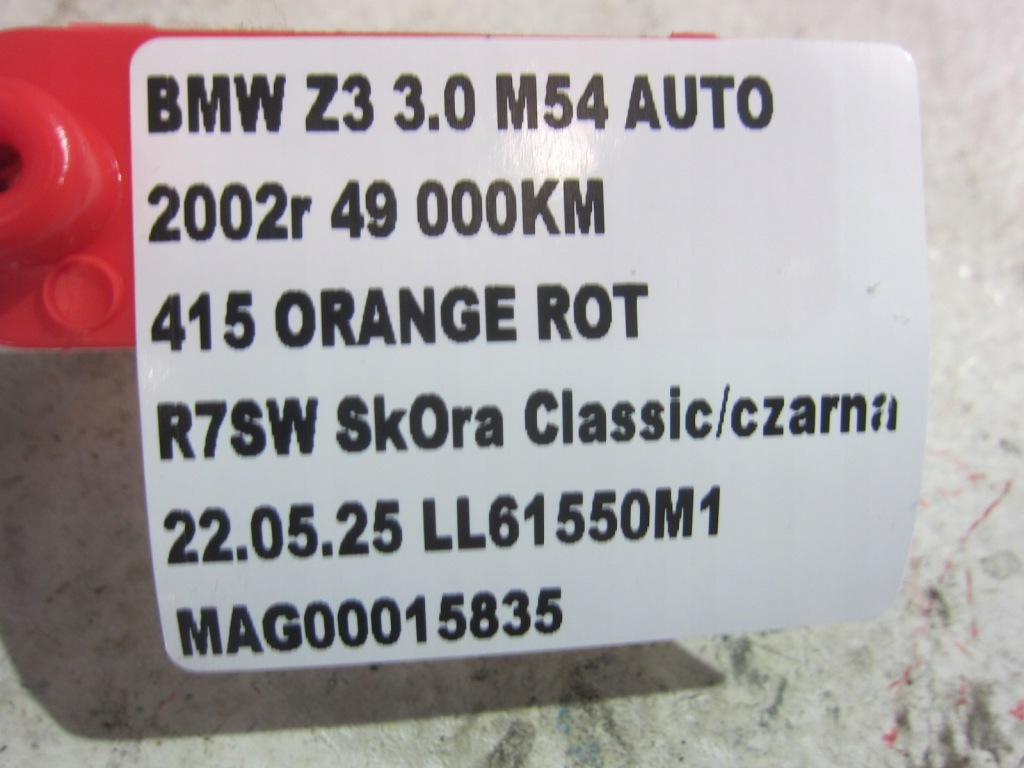 BMW Z3 3.0 M54 AUTO
2002r 49 000KM
415 ORANGE ROT
R7SW SkOra Classic/czarna
22.05.25 LL61550M1
MAG00015835